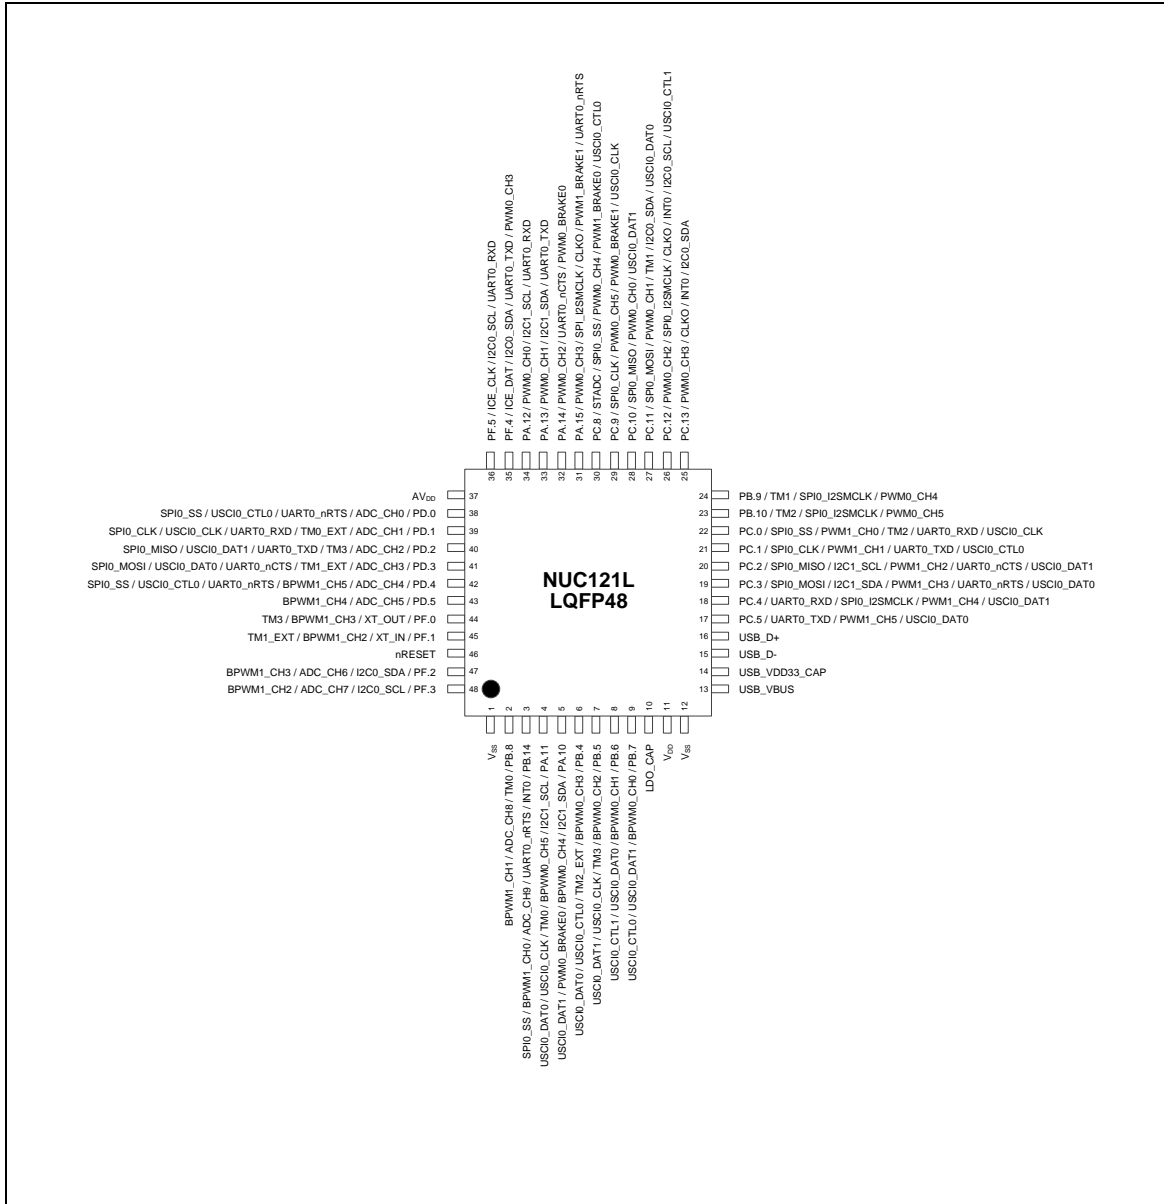 PF.5 / ICE_CLK / I2C0_SCL / UART0_RXD
PF.4 / ICE_DAT / I2C0_SDA / UART0_TXD / PWM0_CH3
PA.12 / PWM0_CH0 / I2C1_SCL / UART0_RXD
PA.13 / PWM0_CH1 / I2C1_SDA / UART0_TXD
PA.14 / PWM0_CH2 / UART0_nCTS / PWM0_BRAKE0
PA.15 / PWM0_CH3 / SPI_I2SMCLK / CLKO / PWM1_BRAKE1 / UART0_nRTS
PC.8 / STADC / SPI0_SS / PWM0_CH4 / PWM1_BRAKE0 / USCI0_CTL0
PC.9 / SPI0_CLK / PWM0_CH5 / PWM0_BRAKE1 / USCI0_CLK
PC.10 / SPI0_MISO / PWM0_CH0 / USCI0_DAT1
PC.11 / SPI0_MOSI / PWM0_CH1 / TM1 / I2C0_SDA / USCI0_DAT0
PC.12 / PWM0_CH2 / SPI0_I2SMCLK / CLKO / INT0 / I2C0_SCL / USCI0_CTL1
PC.13 / PWM0_CH3 / CLKO / INT0 / I2C0_SDA
36
35
34
33
32
31
30
29
28
27
26
25
AVDD 37
SPI0_SS / USCI0_CTL0 / UART0_nRTS / ADC_CH0 / PD.0 38
SPI0_CLK / USCI0_CLK / UART0_RXD / TM0_EXT / ADC_CH1 / PD.1 39
SPI0_MISO / USCI0_DAT1 / UART0_TXD / TM3 / ADC_CH2 / PD.2 40
SPI0_MOSI / USCI0_DAT0 / UART0_nCTS / TM1_EXT / ADC_CH3 / PD.3 41
SPI0_SS / USCI0_CTL0 / UART0_nRTS / BPWM1_CH5 / ADC_CH4 / PD.4 42
BPWM1_CH4 / ADC_CH5 / PD.5 43
TM3 / BPWM1_CH3 / XT_OUT / PF.0 44
TM1_EXT / BPWM1_CH2 / XT_IN / PF.1 45
nRESET 46
BPWM1_CH3 / ADC_CH6 / I2C0_SDA / PF.2 47
BPWM1_CH2 / ADC_CH7 / I2C0_SCL / PF.3 48
NUC121L
LQFP48
24 PB.9 / TM1 / SPI0_I2SMCLK / PWM0_CH4
23 PB.10 / TM2 / SPI0_I2SMCLK / PWM0_CH5
22 PC.0 / SPI0_SS / PWM1_CH0 / TM2 / UART0_RXD / USCI0_CLK
21 PC.1 / SPI0_CLK / PWM1_CH1 / UART0_TXD / USCI0_CTL0
20 PC.2 / SPI0_MISO / I2C1_SCL / PWM1_CH2 / UART0_nCTS / USCI0_DAT1
19 PC.3 / SPI0_MOSI / I2C1_SDA / PWM1_CH3 / UART0_nRTS / USCI0_DAT0
18 PC.4 / UART0_RXD / SPI0_I2SMCLK / PWM1_CH4 / USCI0_DAT1
17 PC.5 / UART0_TXD / PWM1_CH5 / USCI0_DAT0
16 USB_D+
15 USB_D-
14 USB_VDD33_CAP
13 USB_VBUS
1
2
3
4
5
6
7
8
9
10
11
12
VSS
BPWM1_CH1 / ADC_CH8 / TM0 / PB.8
SPI0_SS / BPWM1_CH0 / ADC_CH9 / UART0_nRTS / INT0 / PB.14
USCI0_DAT0 / USCI0_CLK / TM0 / BPWM0_CH5 / I2C1_SCL / PA.11
USCI0_DAT1 / PWM0_BRAKE0 / BPWM0_CH4 / I2C1_SDA / PA.10
USCI0_DAT0 / USCI0_CTL0 / TM2_EXT / BPWM0_CH3 / PB.4
USCI0_DAT1 / USCI0_CLK / TM3 / BPWM0_CH2 / PB.5
USCI0_CTL1 / USCI0_DAT0 / BPWM0_CH1 / PB.6
USCI0_CTL0 / USCI0_DAT1 / BPWM0_CH0 / PB.7
LDO_CAP
VDD
VSS